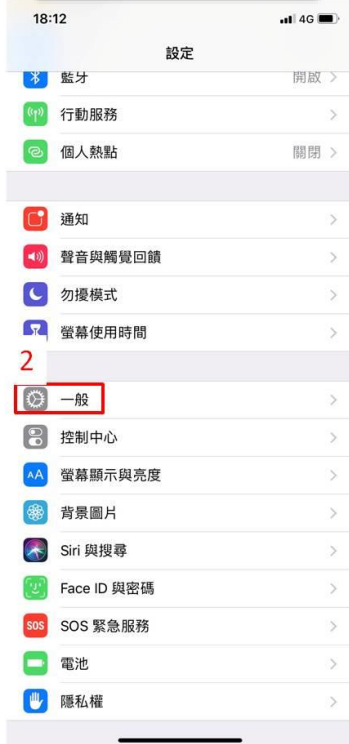 18:12 4G
設定
藍牙 開啟
行動服務
個人熱點 關閉
通知
聲音與觸覺回饋
勿擾模式
螢幕使用時間
2
一般
控制中心
AA 螢幕顯示與亮度
背景圖片
Siri 與搜尋
Face ID 與密碼
SOS SOS 緊急服務
電池
隱私權